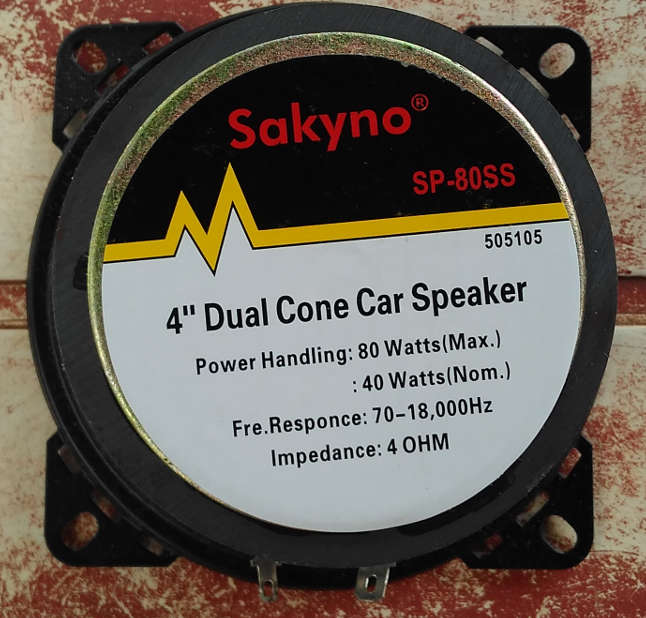 Sakyno®
SP-80SS
505105
4" Dual Cone Car Speaker
Power Handling: 80 Watts(Max.)
: 40 Watts(Nom.)
Fre.Responce: 70-18,000Hz
Impedance: 4 OHM